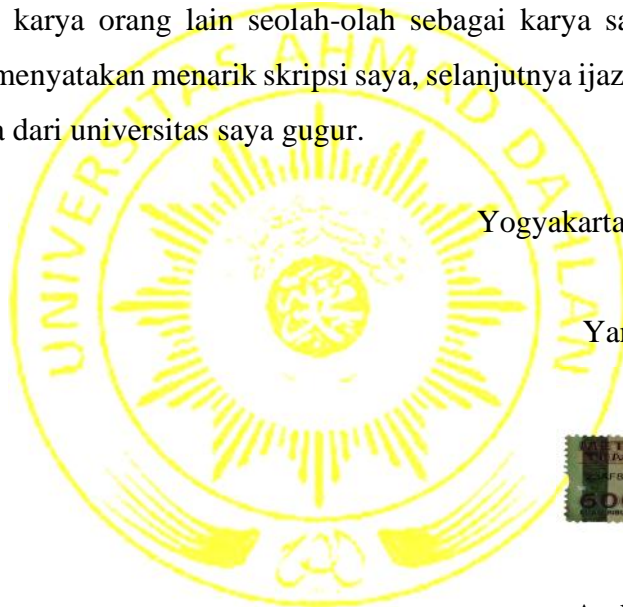 karya orang lain seolah-olah sebagai karya sa
menyatakan menarik skripsi saya, selanjutnya ijaz
dari universitas saya gugur.
Yogyakarta
Yan
UNIVERSITAS AHMAD DAHLAN